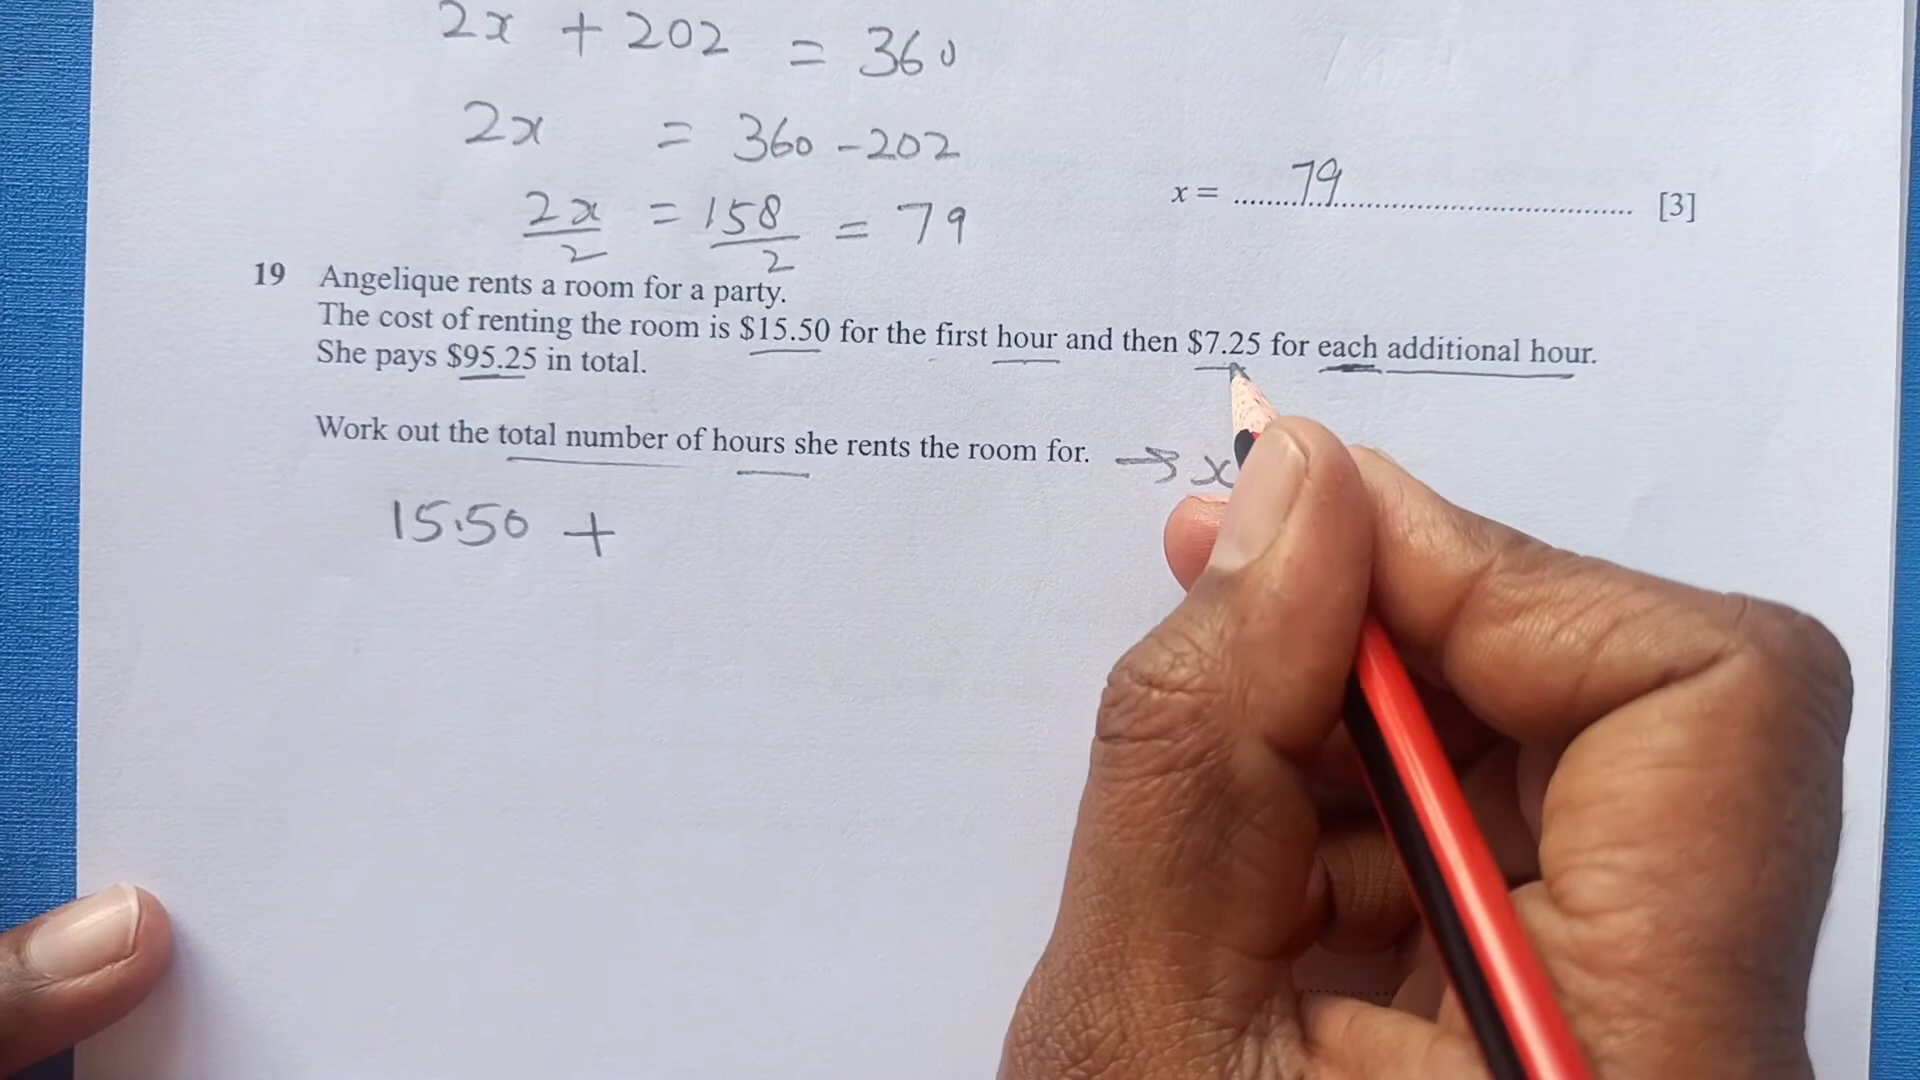 2x + 202 = 360
2x = 360 - 202
2x/2 = 158/2 = 79
x = ........79........ [3]
19 Angelique rents a room for a party.
The cost of renting the room is $15.50 for the first hour and then $7.25 for each additional hour.
She pays $95.25 in total.
Work out the total number of hours she rents the room for. → x
15.50 +